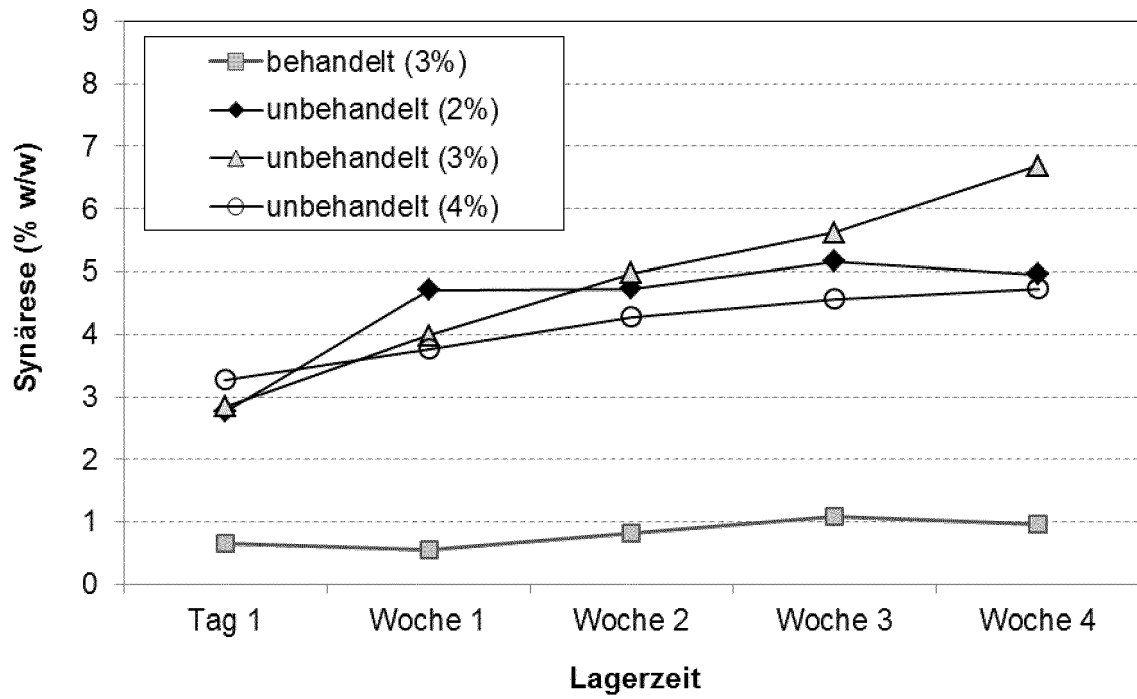 9
8
7
6
5
4
3
2
1
0
Synärese (% w/w)
behandelt (3%)
unbehandelt (2%)
unbehandelt (3%)
unbehandelt (4%)
Tag 1 Woche 1 Woche 2 Woche 3 Woche 4
Lagerzeit